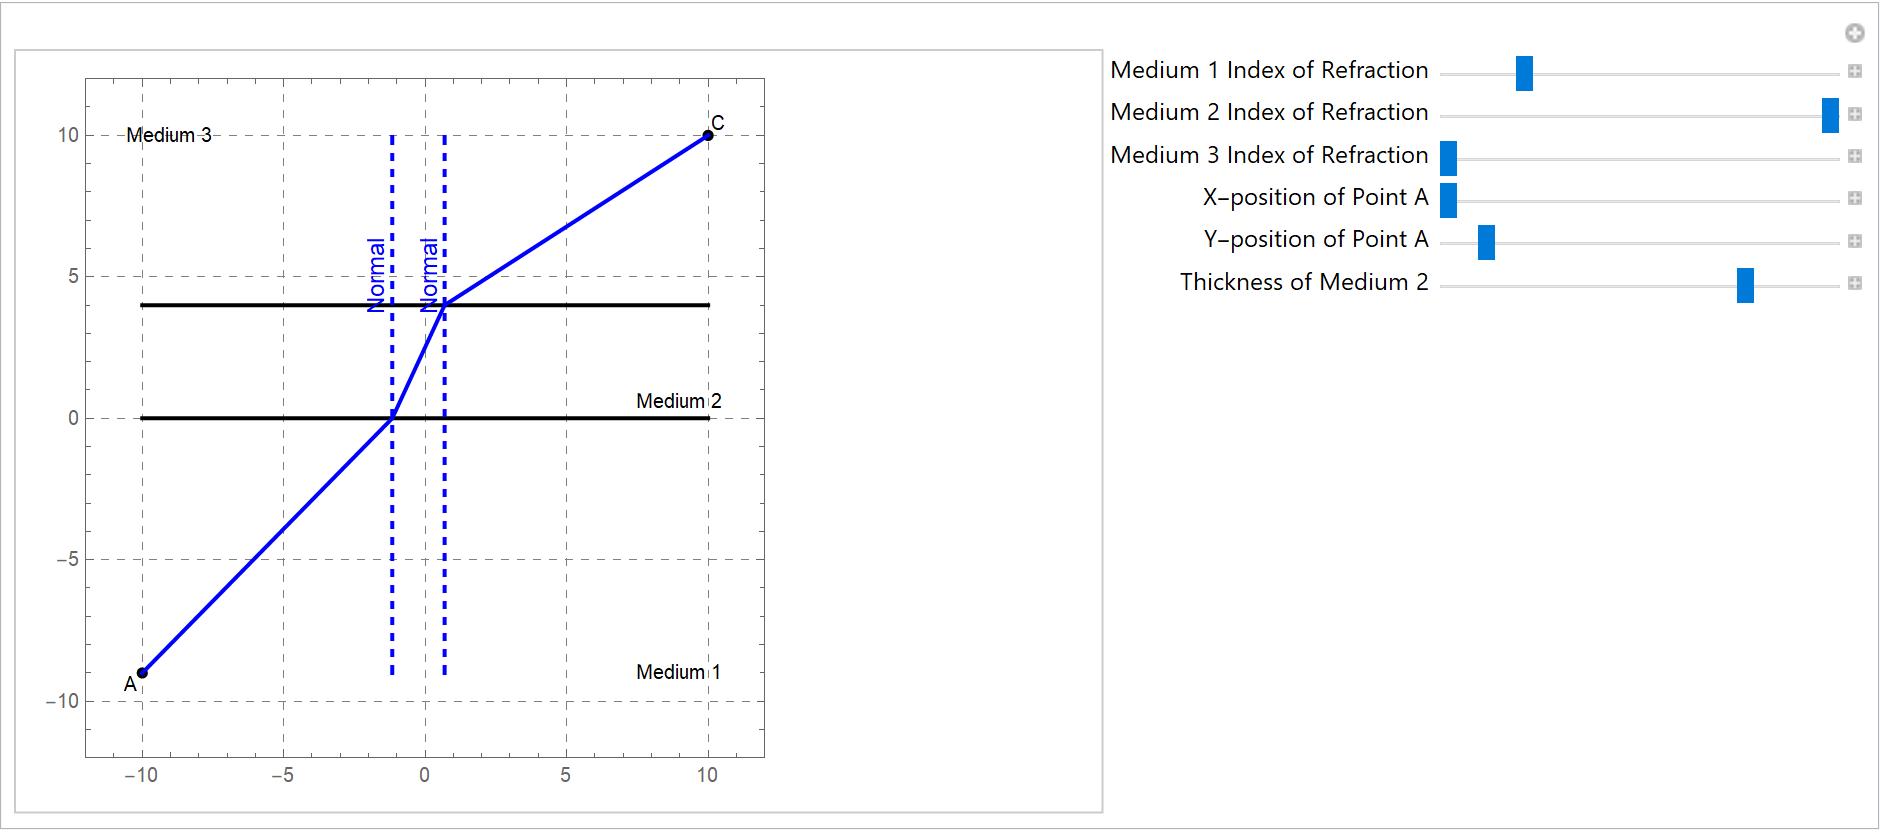 Medium 1 Index of Refraction
Medium 2 Index of Refraction
Medium 3 Index of Refraction
X–position of Point A
Y–position of Point A
Thickness of Medium 2
C
10
Medium 3
Normal
Normal
5
Medium 2
0
−5
Medium 1
A
−10
−10
−5
0
5
10